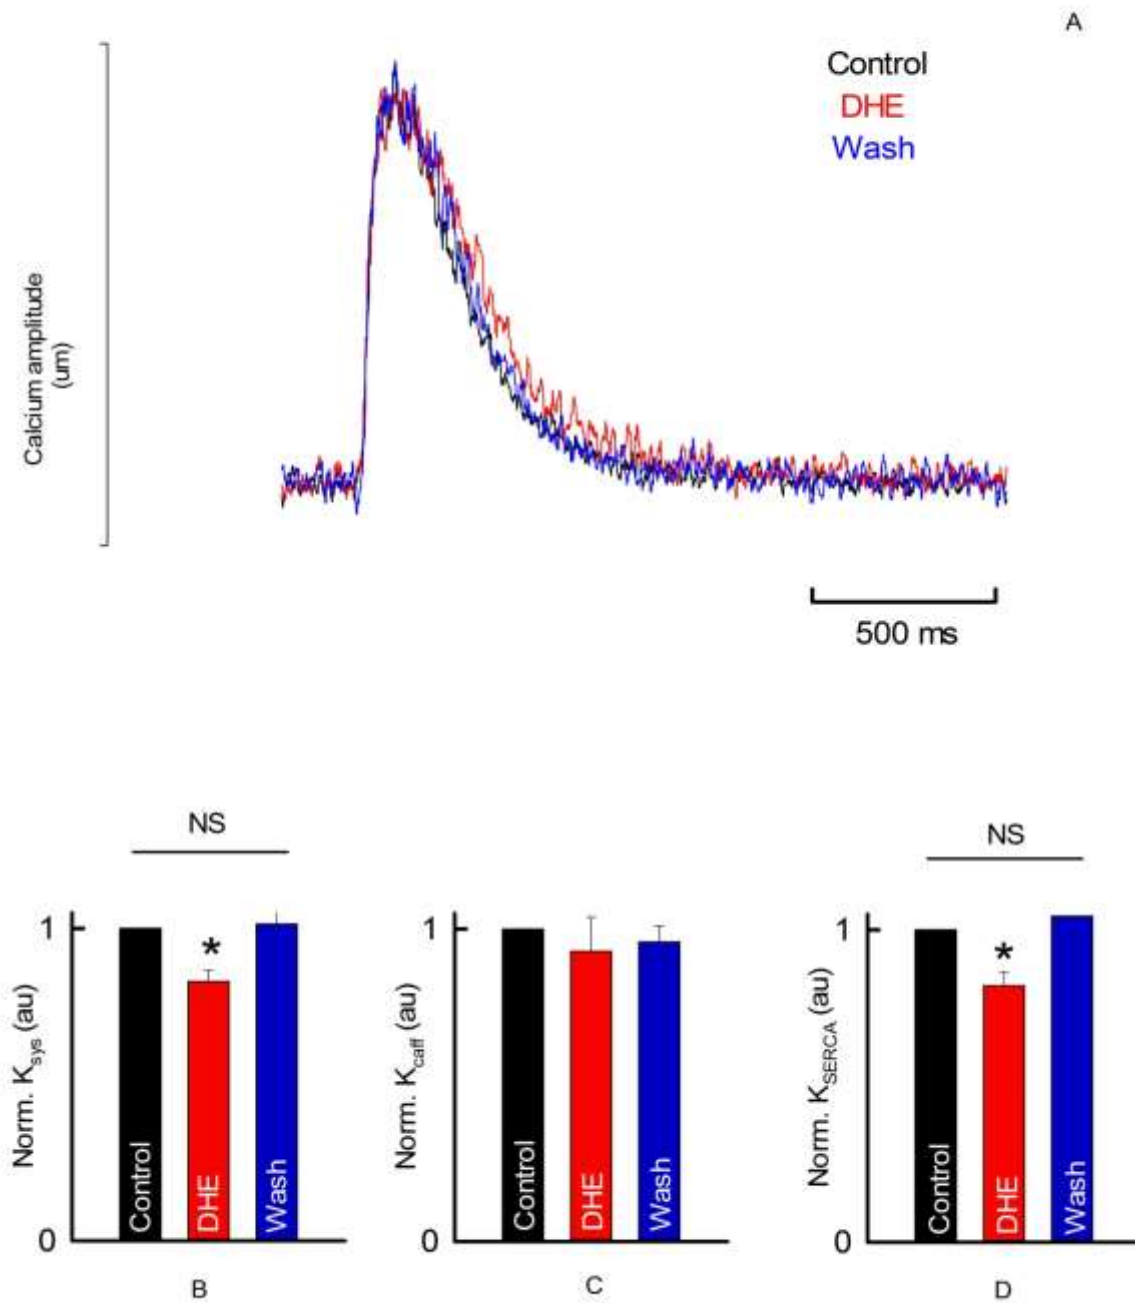 A
Control
DHE
Wash
Calcium amplitude
(um)
500 ms
NS
1
*
0
Norm. Ksys (au)
Control
DHE
Wash
B
1
0
Norm. Kcaff (au)
Control
DHE
Wash
C
NS
1
*
0
Norm. KSERCA (au)
Control
DHE
Wash
D